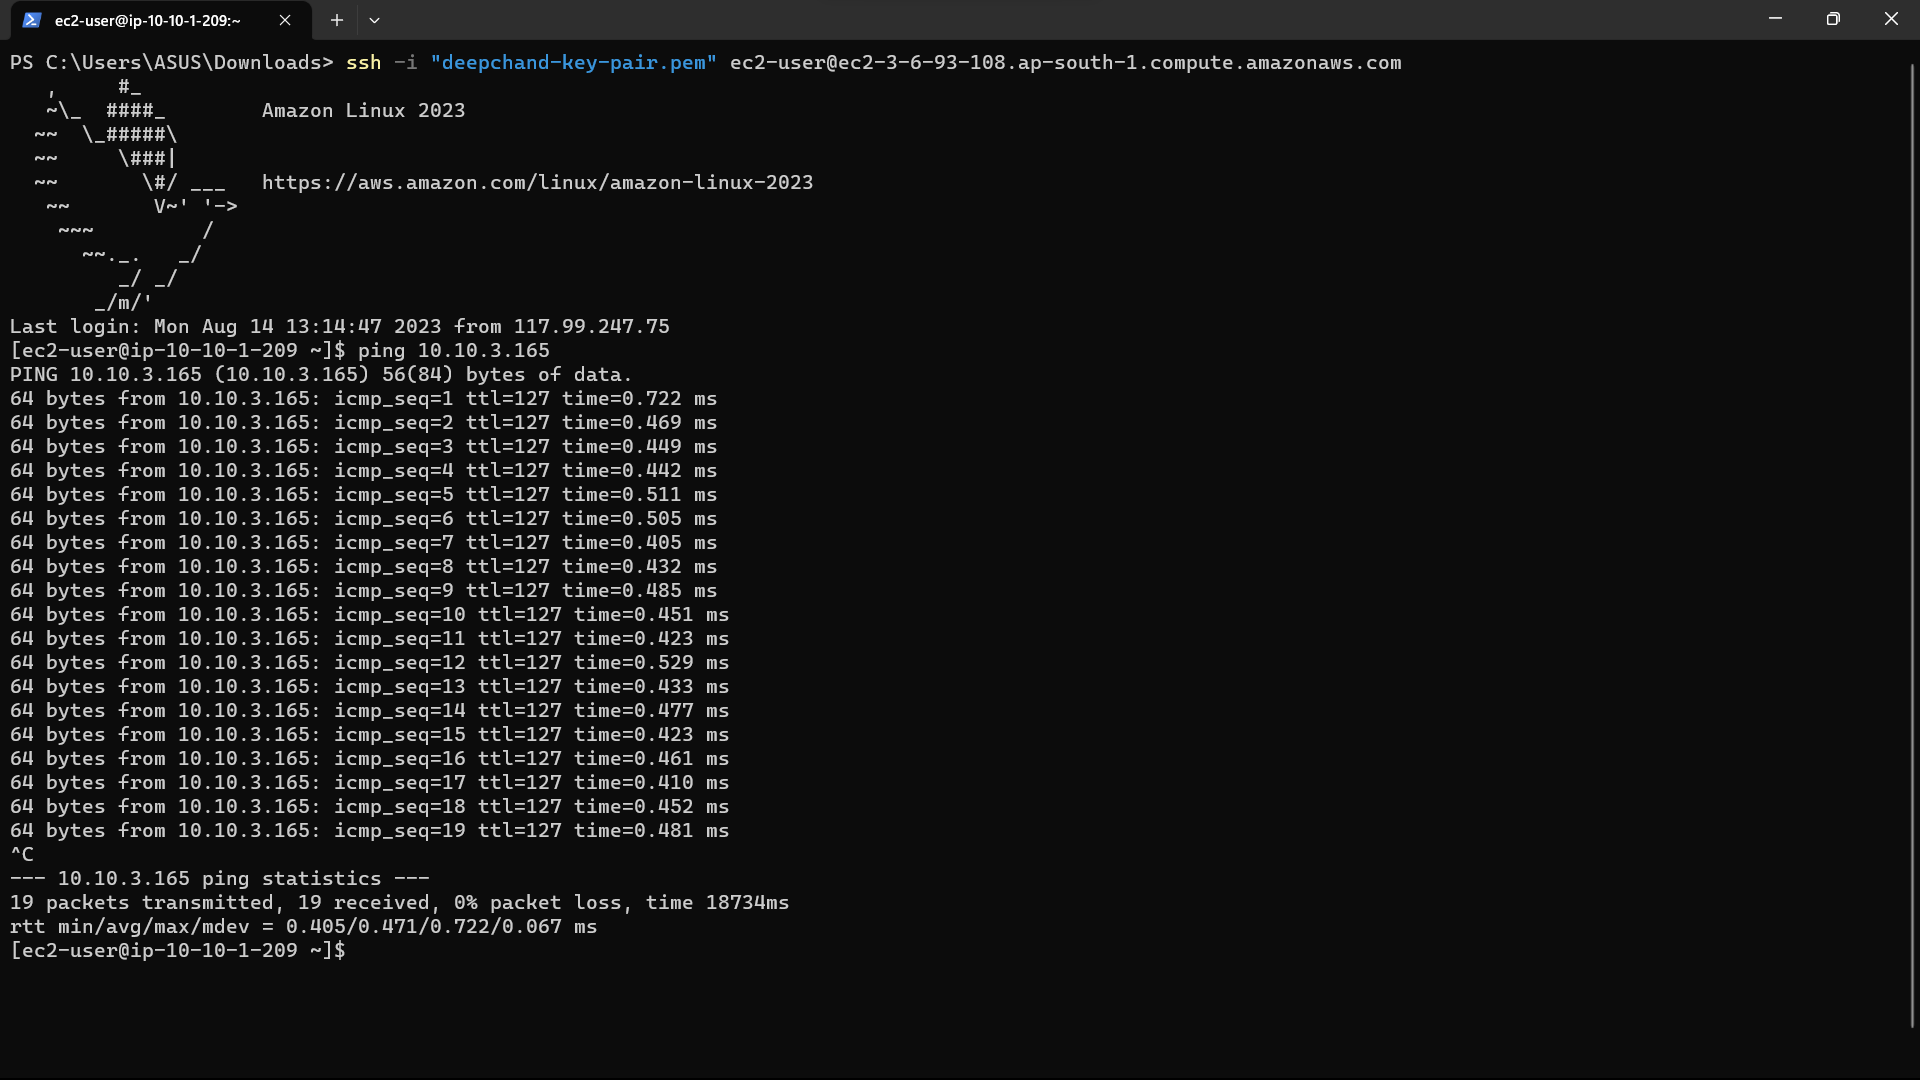 ec2-user@ip-10-10-1-209:~
PS C:\Users\ASUS\Downloads> ssh -i "deepchand-key-pair.pem" ec2-user@ec2-3-6-93-108.ap-south-1.compute.amazonaws.com
   ,     #_
   ~\_  ####_        Amazon Linux 2023
  ~~  \_#####\
  ~~     \###|
  ~~       \#/ ___   https://aws.amazon.com/linux/amazon-linux-2023
   ~~       V~' '->
    ~~~         /
      ~~._.   _/
         _/ _/
       _/m/'
Last login: Mon Aug 14 13:14:47 2023 from 117.99.247.75
[ec2-user@ip-10-10-1-209 ~]$ ping 10.10.3.165
PING 10.10.3.165 (10.10.3.165) 56(84) bytes of data.
64 bytes from 10.10.3.165: icmp_seq=1 ttl=127 time=0.722 ms
64 bytes from 10.10.3.165: icmp_seq=2 ttl=127 time=0.469 ms
64 bytes from 10.10.3.165: icmp_seq=3 ttl=127 time=0.449 ms
64 bytes from 10.10.3.165: icmp_seq=4 ttl=127 time=0.442 ms
64 bytes from 10.10.3.165: icmp_seq=5 ttl=127 time=0.511 ms
64 bytes from 10.10.3.165: icmp_seq=6 ttl=127 time=0.505 ms
64 bytes from 10.10.3.165: icmp_seq=7 ttl=127 time=0.405 ms
64 bytes from 10.10.3.165: icmp_seq=8 ttl=127 time=0.432 ms
64 bytes from 10.10.3.165: icmp_seq=9 ttl=127 time=0.485 ms
64 bytes from 10.10.3.165: icmp_seq=10 ttl=127 time=0.451 ms
64 bytes from 10.10.3.165: icmp_seq=11 ttl=127 time=0.423 ms
64 bytes from 10.10.3.165: icmp_seq=12 ttl=127 time=0.529 ms
64 bytes from 10.10.3.165: icmp_seq=13 ttl=127 time=0.433 ms
64 bytes from 10.10.3.165: icmp_seq=14 ttl=127 time=0.477 ms
64 bytes from 10.10.3.165: icmp_seq=15 ttl=127 time=0.423 ms
64 bytes from 10.10.3.165: icmp_seq=16 ttl=127 time=0.461 ms
64 bytes from 10.10.3.165: icmp_seq=17 ttl=127 time=0.410 ms
64 bytes from 10.10.3.165: icmp_seq=18 ttl=127 time=0.452 ms
64 bytes from 10.10.3.165: icmp_seq=19 ttl=127 time=0.481 ms
^C
--- 10.10.3.165 ping statistics ---
19 packets transmitted, 19 received, 0% packet loss, time 18734ms
rtt min/avg/max/mdev = 0.405/0.471/0.722/0.067 ms
[ec2-user@ip-10-10-1-209 ~]$